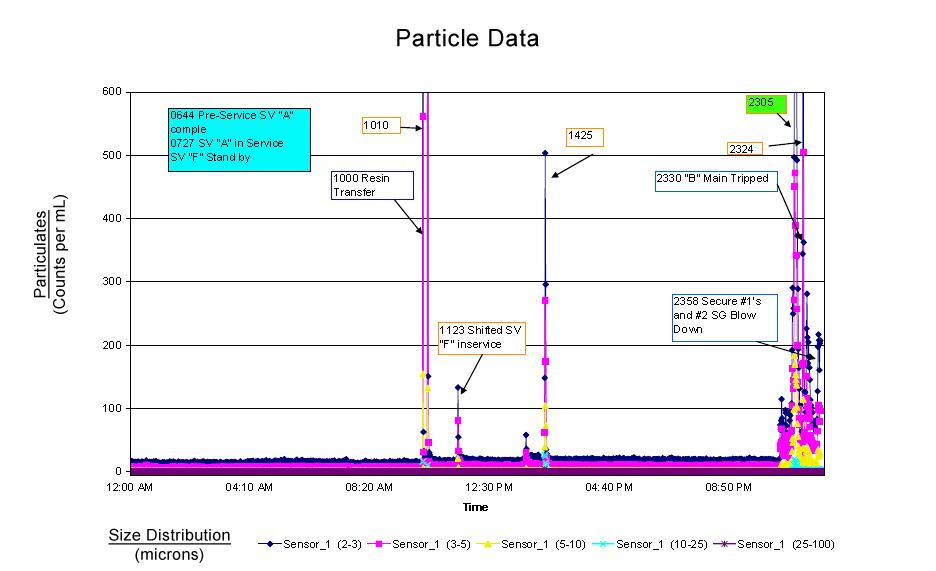 Particle Data
Particulates
(Counts per mL)
600
500
400
300
200
100
0
0644 Pre-Service SV "A"
comple
0727 SV "A" in Service
SV "F" Stand by
1010
1000 Resin
Transfer
1123 Shifted SV
"F" inservice
1425
2305
2324
2330 "B" Main Tripped
2358 Secure #1's
and #2 SG Blow
Down
12:00 AM 04:10 AM 08:20 AM 12:30 PM 04:40 PM 08:50 PM
Time
Size Distribution
(microns)
Sensor_1 (2-3) Sensor_1 (3-5) Sensor_1 (5-10) Sensor_1 (10-25) Sensor_1 (25-100)